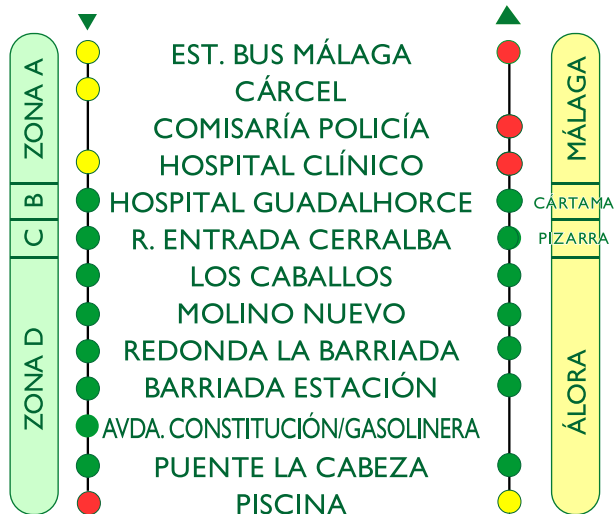 ZONA A
B
C
ZONA D
EST. BUS MÁLAGA
CÁRCEL
COMISARÍA POLICÍA
HOSPITAL CLÍNICO
HOSPITAL GUADALHORCE
R. ENTRADA CERRALBA
LOS CABALLOS
MOLINO NUEVO
REDONDA LA BARRIADA
BARRIADA ESTACIÓN
AVDA. CONSTITUCIÓN/GASOLINERA
PUENTE LA CABEZA
PISCINA
MÁLAGA
CÁRTAMA
PIZARRA
ÁLORA